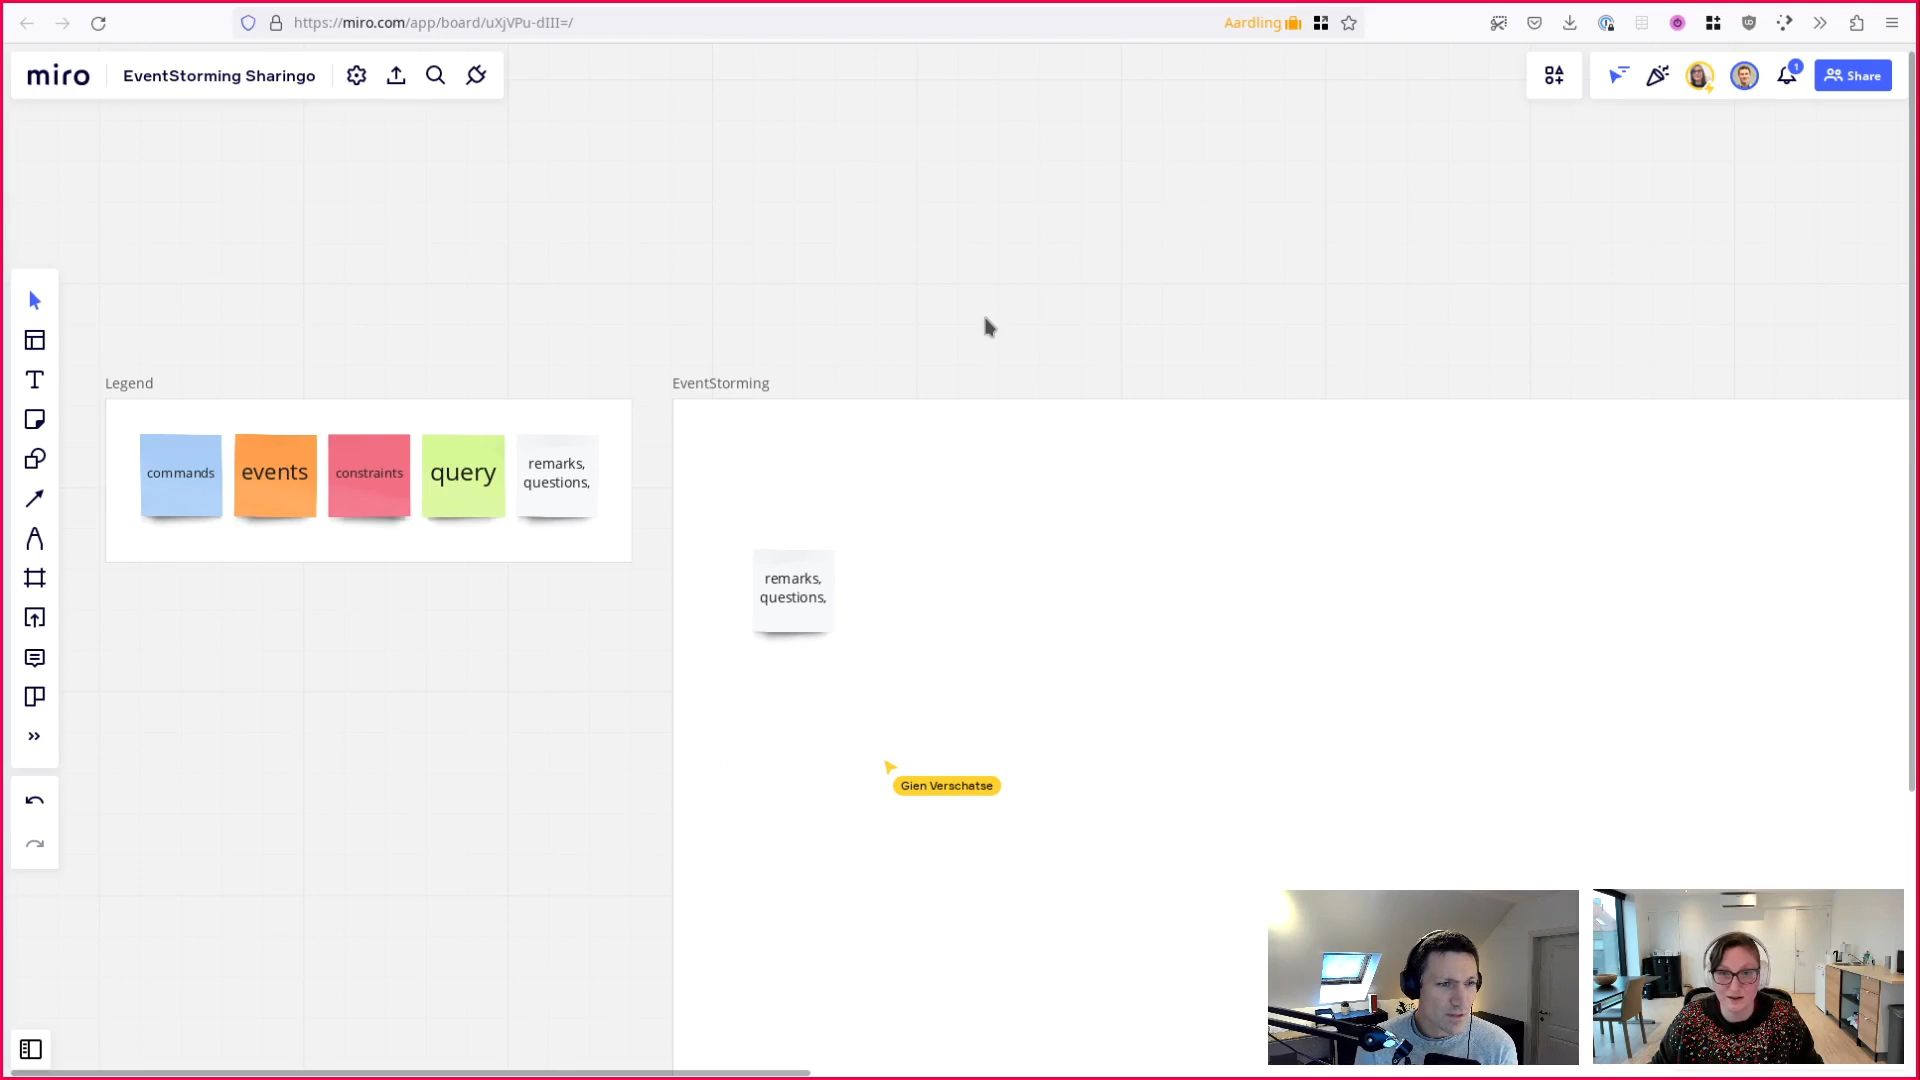 https://miro.com/app/board/uXjVPu-dIII=/
Aardling
miro
EventStorming Sharingo
1
Share
Legend
EventStorming
commands
events
constraints
query
remarks,
questions,
remarks,
questions,
Gien Verschatse